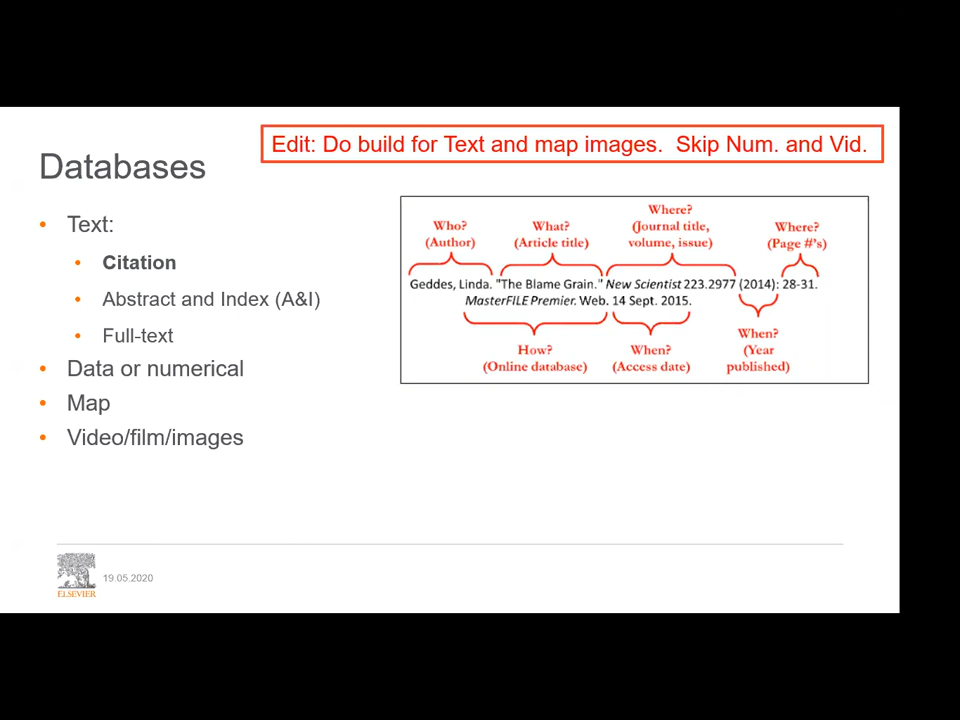 Edit: Do build for Text and map images. Skip Num. and Vid.
Databases
• Text:
• Citation
• Abstract and Index (A&I)
• Full-text
• Data or numerical
• Map
• Video/film/images
Who?
(Author)
What?
(Article title)
Where?
(Journal title,
volume, issue)
Where?
(Page #'s)
Geddes, Linda. "The Blame Grain." New Scientist 223.2977 (2014): 28-31.
MasterFILE Premier. Web. 14 Sept. 2015.
How?
(Online database)
When?
(Access date)
When?
(Year
published)
ELSEVIER
19.05.2020